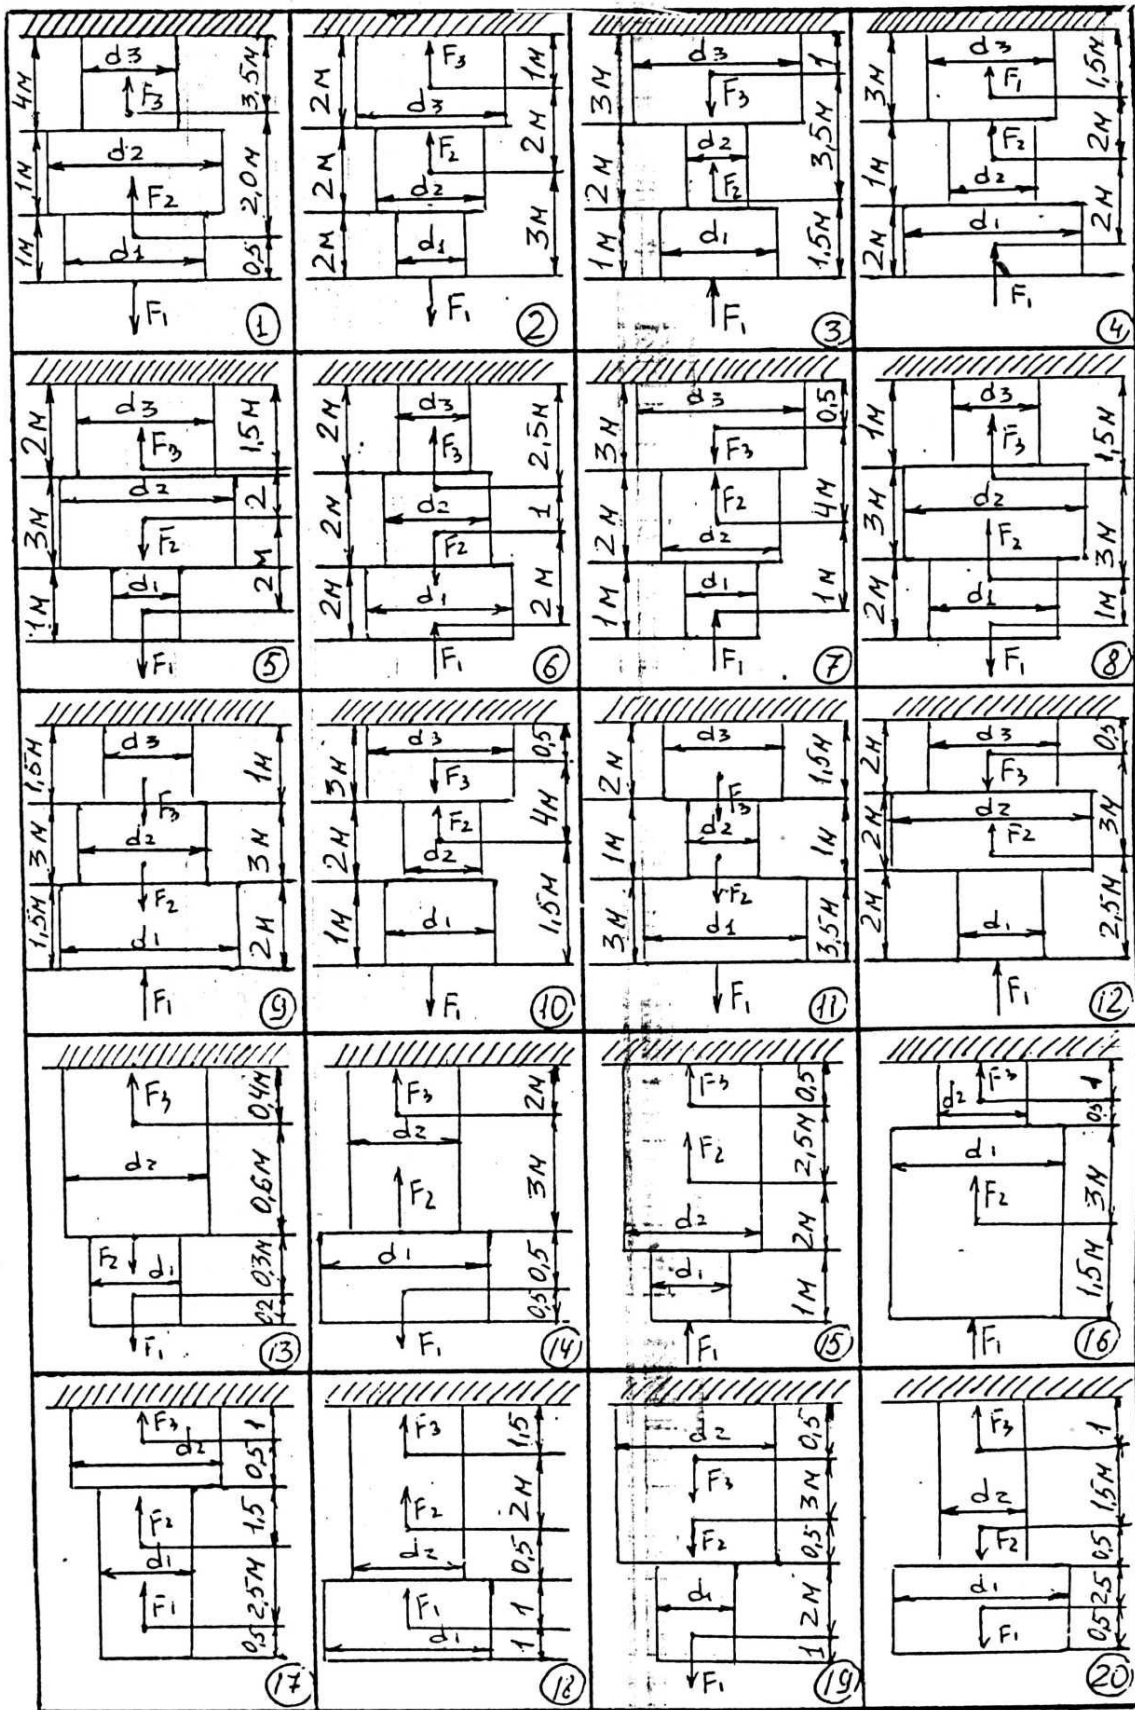 4м d3 F3 3,5м
1м d2 F2 2,0м
1м d1 0,5
F1 1
2м F3 d3 1м
2м F2 d2 2м
2м d1 3м
F1 2
3м d3 F3 1
2м d2 F2 3,5м
1м d1 1,5м
F1 3
3м d3 F1 1,5м
1м F2 d2 2м
2м d1 2м
F1 4
2м d3 F3 1,5м
3м d2 F2 2
1м d1 2м
F1 5
2м d3 F3 2,5м
2м d2 F2 1
2м d1 2м
F1 6
3м d3 F3 0,5
2м F2 d2 4м
1м d1 1м
F1 7
1м d3 F3 1,5м
3м d2 F2 3м
2м d1 1м
F1 8
1,5м d3 F3 1м
3м d2 F2 3м
1,5м d1 2м
F1 9
3м d3 F3 0,5
2м F2 d2 4м
1м d1 1,5м
F1 10
2м d3 F3 1,5м
1м d2 F2 1м
3м d1 3,5м
F1 11
2м d3 F3 0,5
2м d2 F2 3м
2м d1 2,5м
F1 12
F3 0,4м
d2 0,6м
F2 d1 0,3м
0,2
F1 13
F3 2м
d2 3м
F2
d1 0,5
0,5
F1 14
F3 0,5
F2 2,5м
d2 2м
d1 1м
F1 15
F3 1
d2 0,5
d1 F2 3м
1,5м
F1 16
F3 1
d2 0,5
F2 1,5
d1 2,5м
F1 0,5
17
F3 1,5
F2 2м
d2 0,5
F1 1
d1 1
18
d2 0,5
F3 3м
F2 0,5
d1 2м
1
F1 19
F3 1
d2 1,5м
F2 0,5
d1 2,5
F1 0,5
20